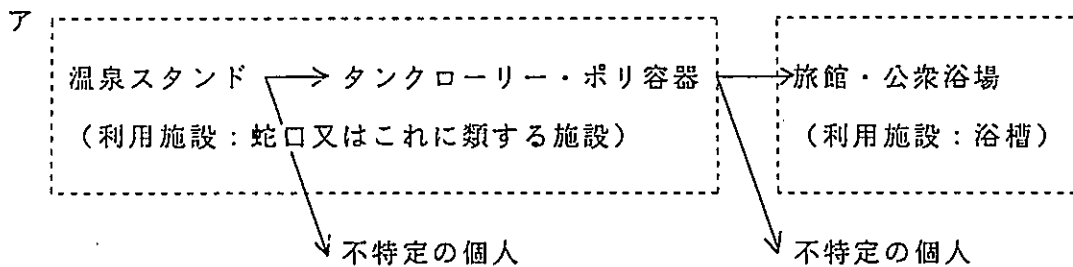 ア
温泉スタンド → タンクローリー・ポリ容器 → 旅館・公衆浴場
（利用施設：蛇口又はこれに類する施設） （利用施設：浴槽）
不特定の個人 不特定の個人